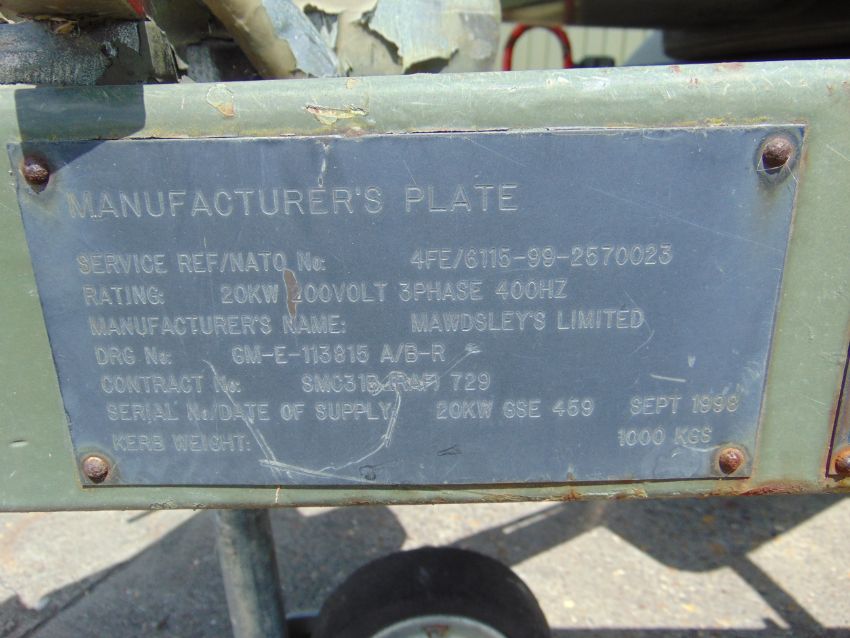 MANUFACTURER'S PLATE
SERVICE REF/NATO No: 4FE/6115-99-2570023
RATING: 20KW 200VOLT 3PHASE 400HZ
MANUFACTURER'S NAME: MAWDSLEY'S LIMITED
DRG No: GM-E-113815 A/B-R
CONTRACT No: SMC31B (RAF) 729
SERIAL No/DATE OF SUPPLY: 20KW GSE 459 SEPT 1998
KERB WEIGHT: 1000 KGS